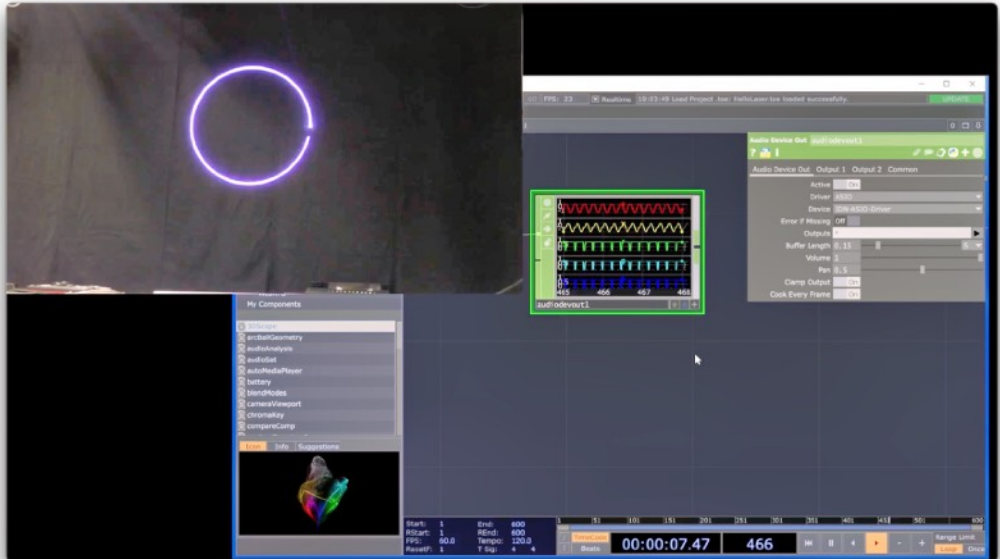 FPS: 33 Realtime 19:53:49 Load Project .toe: HelloLaser.toe loaded successfully. UPDATE
Audio Device Out audiodevout1
Audio Device Out Output 1 Output 2 Common
Active On
Driver ASIO
Device IDN-ASIO-Driver
Error if Missing Off
Outputs
Buffer Length 0.15 S
Volume 1
Pan 0.5
Clamp Output On
Cook Every Frame On
465 466 467 468
audiodevout1
My Components
arcBallGeometry
audioAnalysis
audioSet
autoMediaPlayer
battery
blendModes
cameraViewport
chromaKey
compareComp
Icon Info Suggestions
Start: 1 End: 600
RStart: 1 REnd: 600
FPS: 60.0 Tempo: 120.0
ResetF: 1 T Sig: 4 4
1 51 101 151 201 251 301 351 401 451 501 600
TimeCode
Beats
00:00:07.47
466
Range Limit
Loop Once